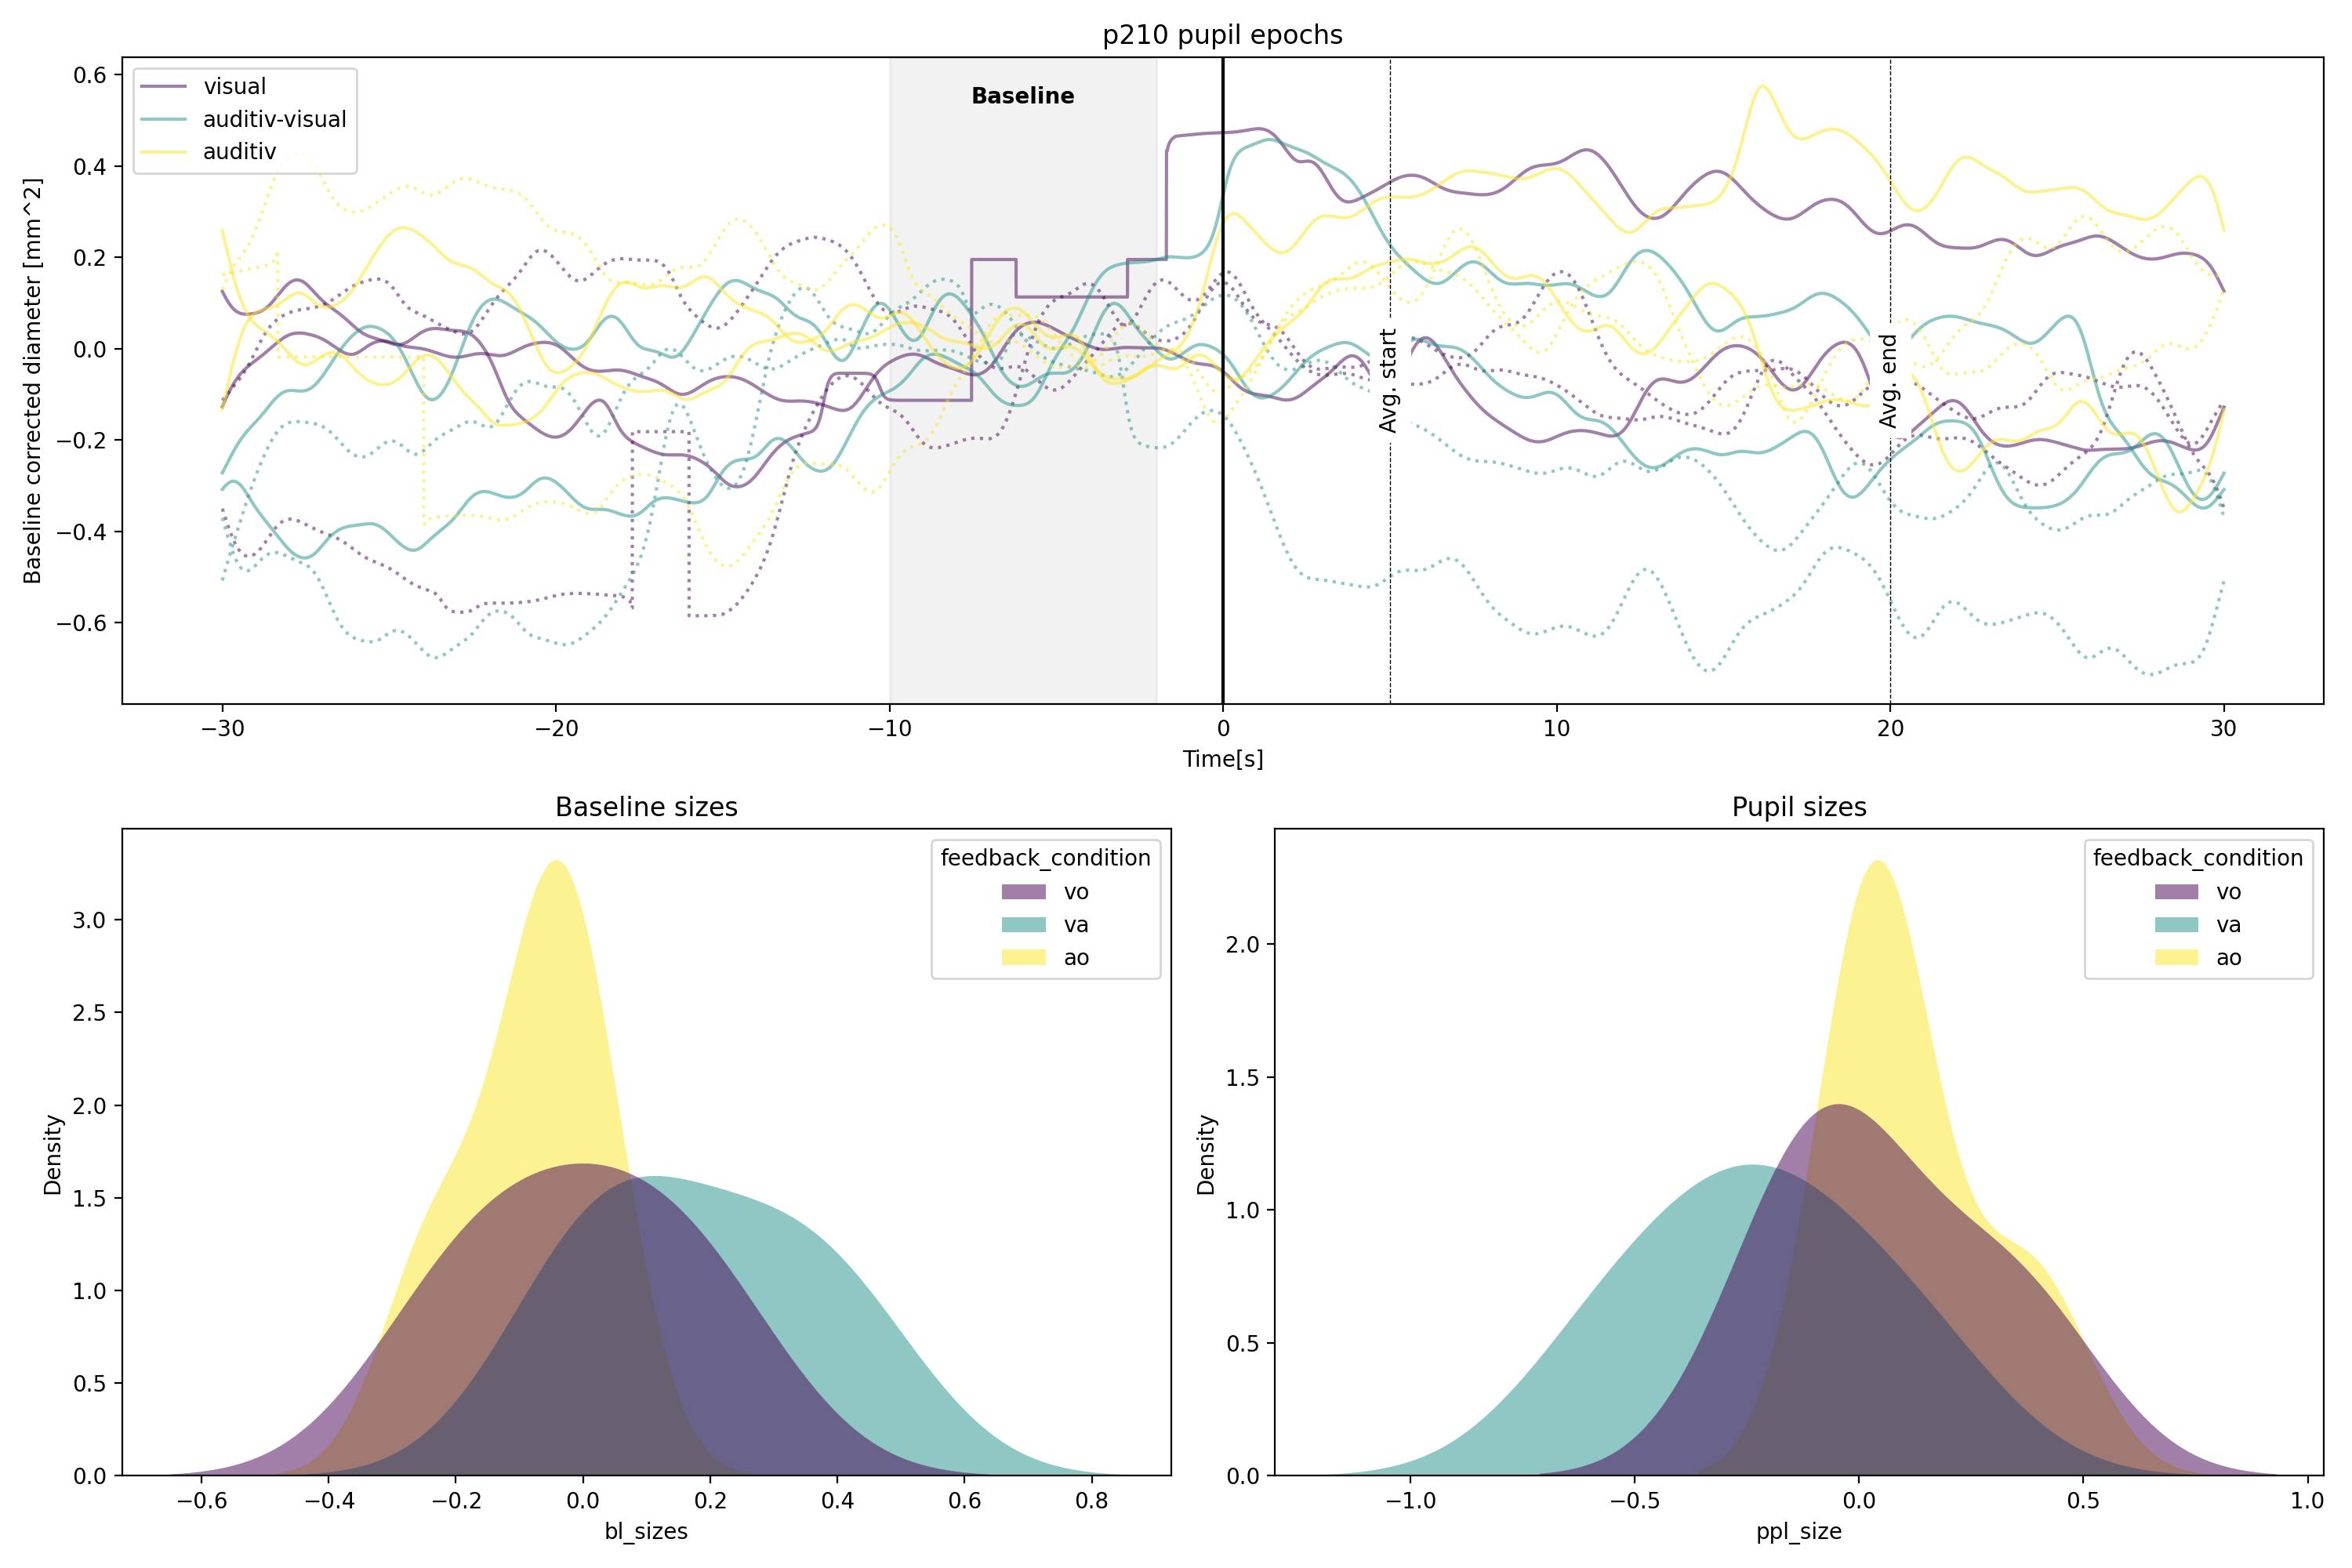 p210 pupil epochs
visual
auditiv-visual
auditiv
Baseline
Avg. start
Avg. end
Baseline corrected diameter [mm^2]
0.6
0.4
0.2
0.0
−0.2
−0.4
−0.6
−30
−20
−10
0
10
20
30
Time[s]
Baseline sizes
feedback_condition
vo
va
ao
Density
3.0
2.5
2.0
1.5
1.0
0.5
0.0
−0.6
−0.4
−0.2
0.0
0.2
0.4
0.6
0.8
bl_sizes
Pupil sizes
feedback_condition
vo
va
ao
Density
2.0
1.5
1.0
0.5
0.0
−1.0
−0.5
0.0
0.5
1.0
ppl_size